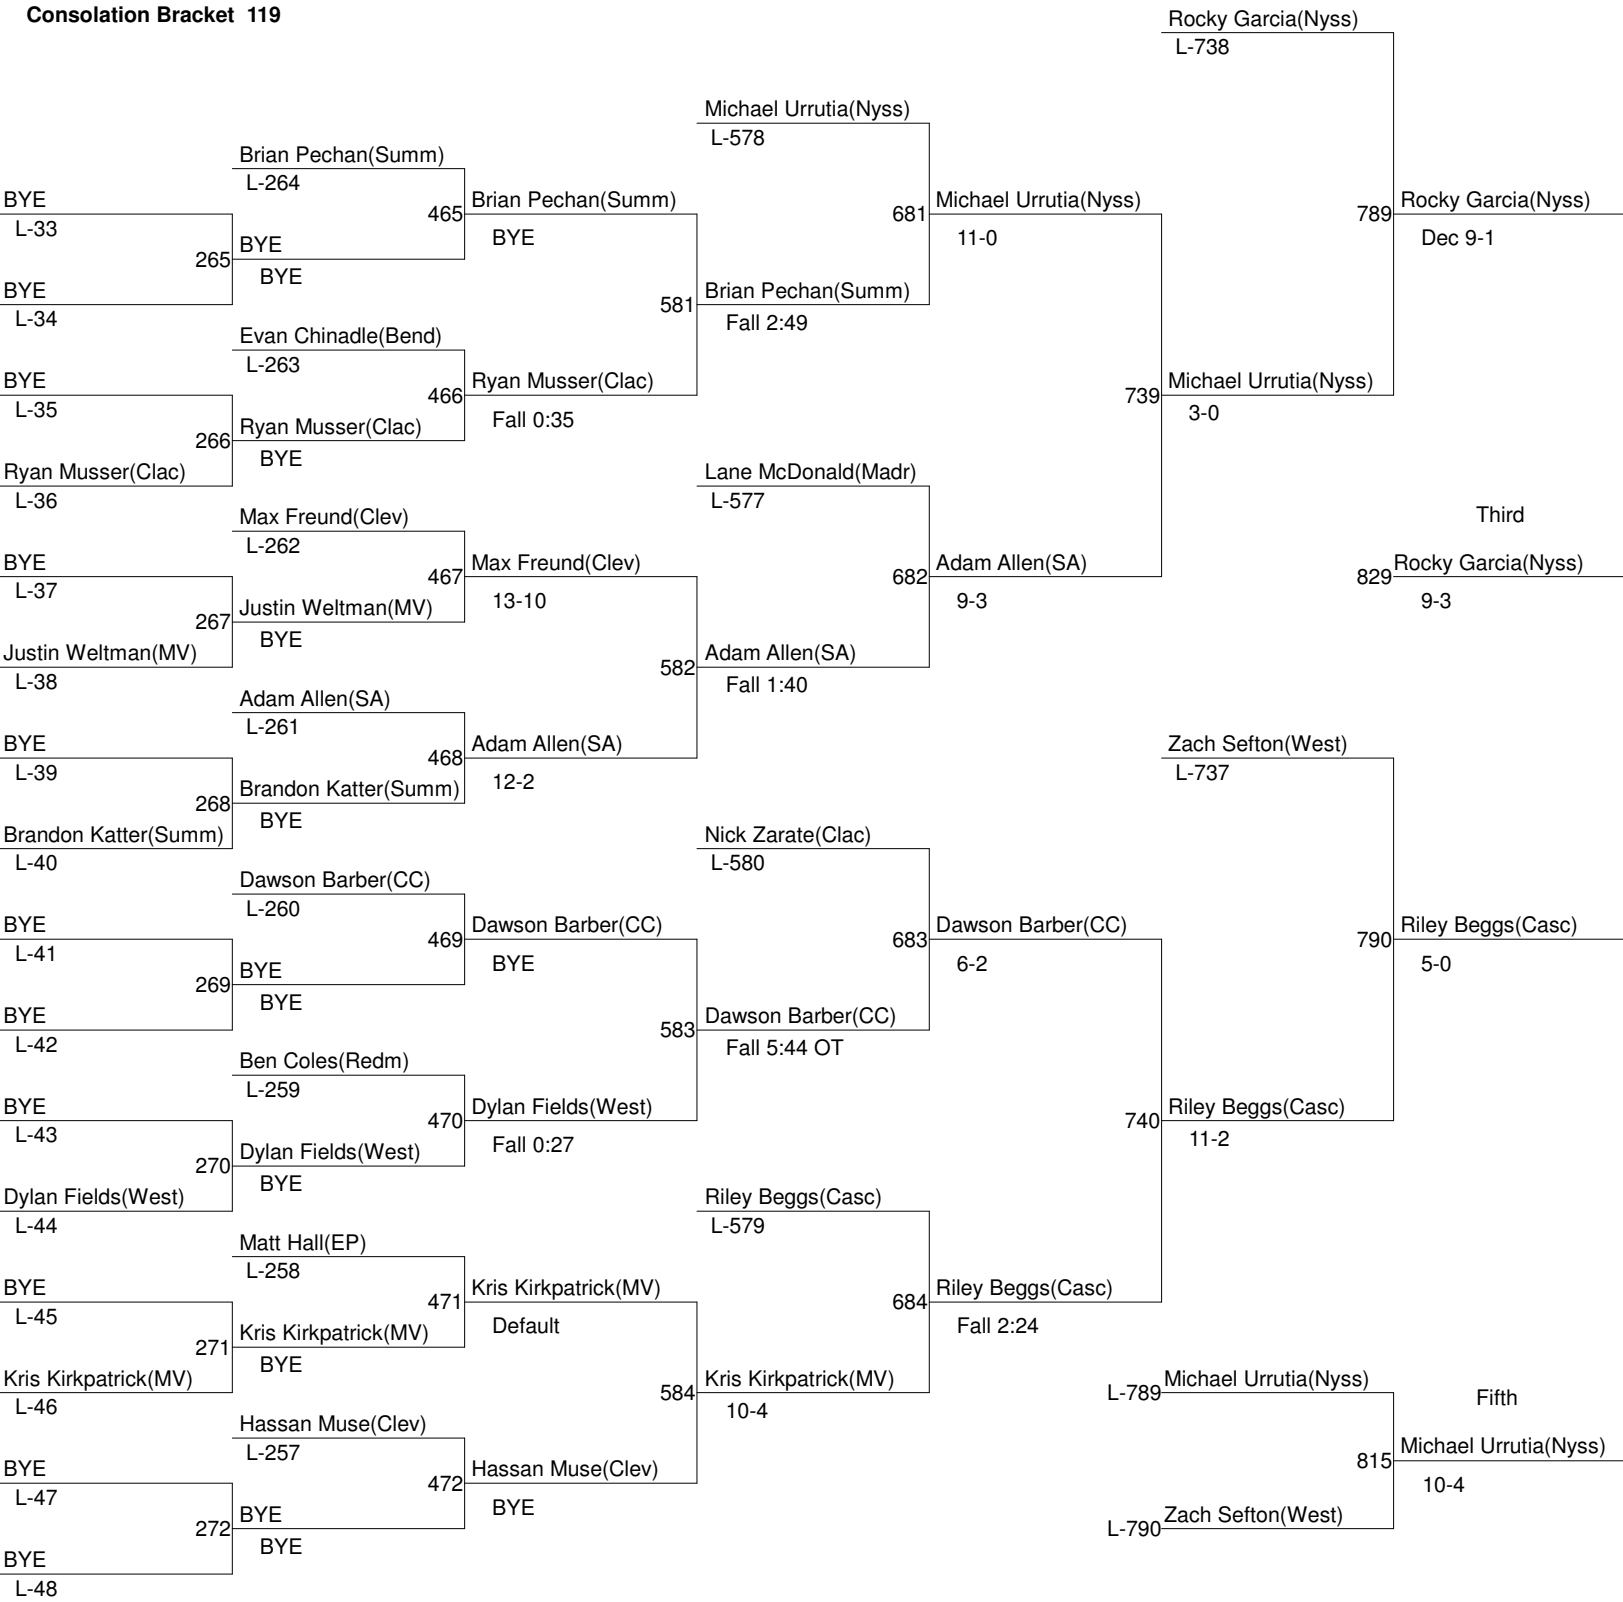 Consolation Bracket 119
BYE
L-33
BYE
L-34
BYE
L-35
Ryan Musser(Clac)
L-36
BYE
L-37
Justin Weltman(MV)
L-38
BYE
L-39
Brandon Katter(Summ)
L-40
BYE
L-41
BYE
L-42
BYE
L-43
Dylan Fields(West)
L-44
BYE
L-45
Kris Kirkpatrick(MV)
L-46
BYE
L-47
BYE
L-48
Brian Pechan(Summ)
L-264
265
BYE
BYE
Evan Chinadle(Bend)
L-263
266
Ryan Musser(Clac)
BYE
Max Freund(Clev)
L-262
267
Justin Weltman(MV)
BYE
Adam Allen(SA)
L-261
268
Brandon Katter(Summ)
BYE
Dawson Barber(CC)
L-260
269
BYE
BYE
Ben Coles(Redm)
L-259
270
Dylan Fields(West)
BYE
Matt Hall(EP)
L-258
271
Kris Kirkpatrick(MV)
BYE
Hassan Muse(Clev)
L-257
272
BYE
BYE
465
Brian Pechan(Summ)
BYE
466
Ryan Musser(Clac)
Fall 0:35
467
Max Freund(Clev)
13-10
468
Adam Allen(SA)
12-2
469
Dawson Barber(CC)
BYE
470
Dylan Fields(West)
Fall 0:27
471
Kris Kirkpatrick(MV)
Default
472
Hassan Muse(Clev)
BYE
Michael Urrutia(Nyss)
L-578
581
Brian Pechan(Summ)
Fall 2:49
Lane McDonald(Madr)
L-577
582
Adam Allen(SA)
Fall 1:40
Nick Zarate(Clac)
L-580
583
Dawson Barber(CC)
Fall 5:44 OT
Riley Beggs(Casc)
L-579
584
Kris Kirkpatrick(MV)
10-4
681
Michael Urrutia(Nyss)
11-0
682
Adam Allen(SA)
9-3
683
Dawson Barber(CC)
6-2
684
Riley Beggs(Casc)
Fall 2:24
Rocky Garcia(Nyss)
L-738
739
Michael Urrutia(Nyss)
3-0
Zach Sefton(West)
L-737
740
Riley Beggs(Casc)
11-2
L-789
Michael Urrutia(Nyss)
L-790
Zach Sefton(West)
789
Rocky Garcia(Nyss)
Dec 9-1
Third
829
Rocky Garcia(Nyss)
9-3
790
Riley Beggs(Casc)
5-0
Fifth
815
Michael Urrutia(Nyss)
10-4